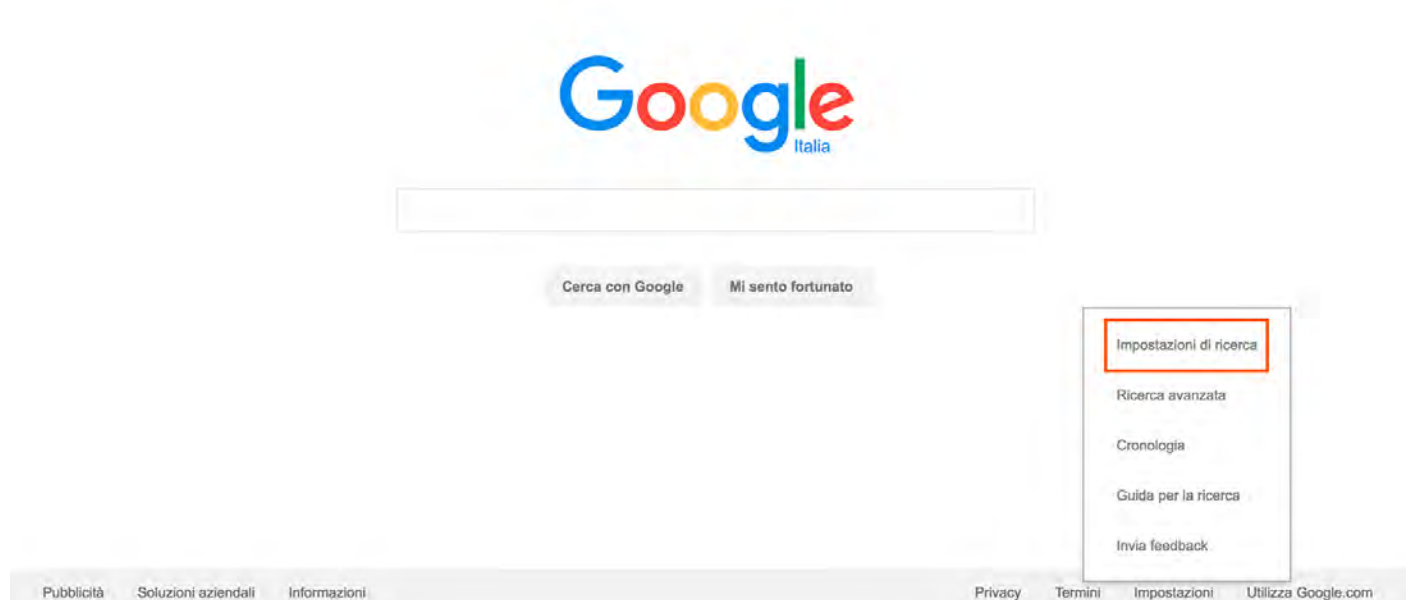 Google
Italia
Cerca con Google Mi sento fortunato
Impostazioni di ricerca
Ricerca avanzata
Cronologia
Guida per la ricerca
Invia feedback
Pubblicità Soluzioni aziendali Informazioni Privacy Termini Impostazioni Utilizza Google.com